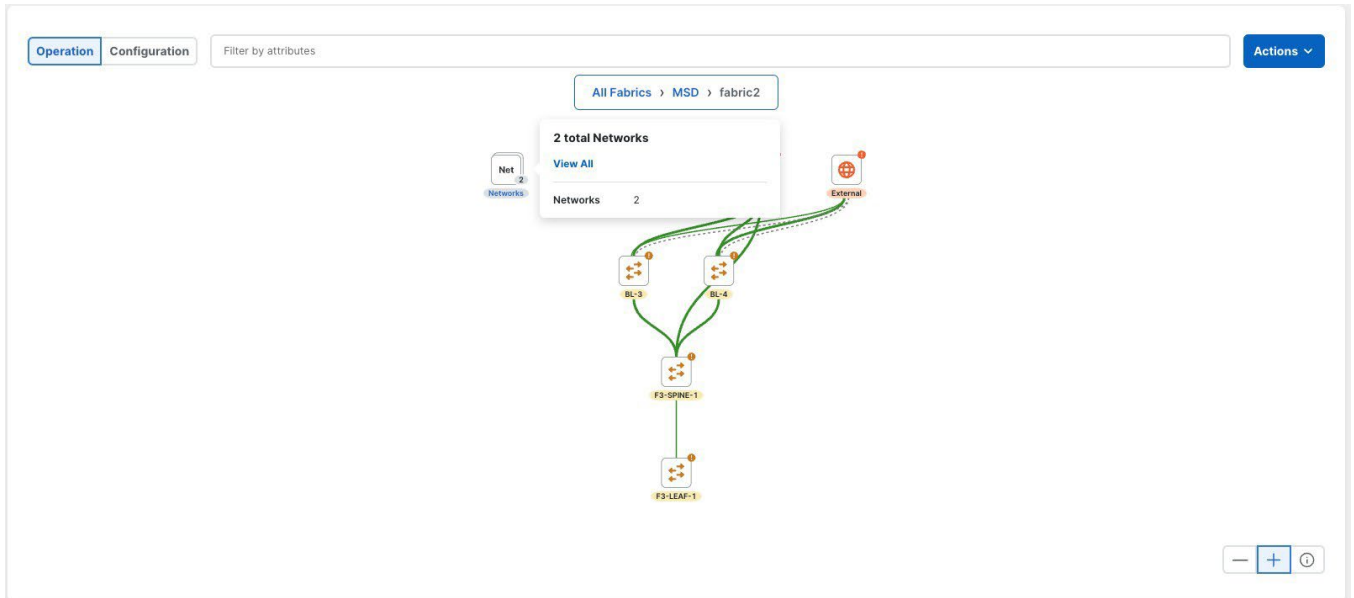 Operation Configuration Filter by attributes Actions
All Fabrics › MSD › fabric2
2 total Networks
View All
Networks 2
Net
2
Networks
External
BL-3 BL-4
F3-SPINE-1
F3-LEAF-1